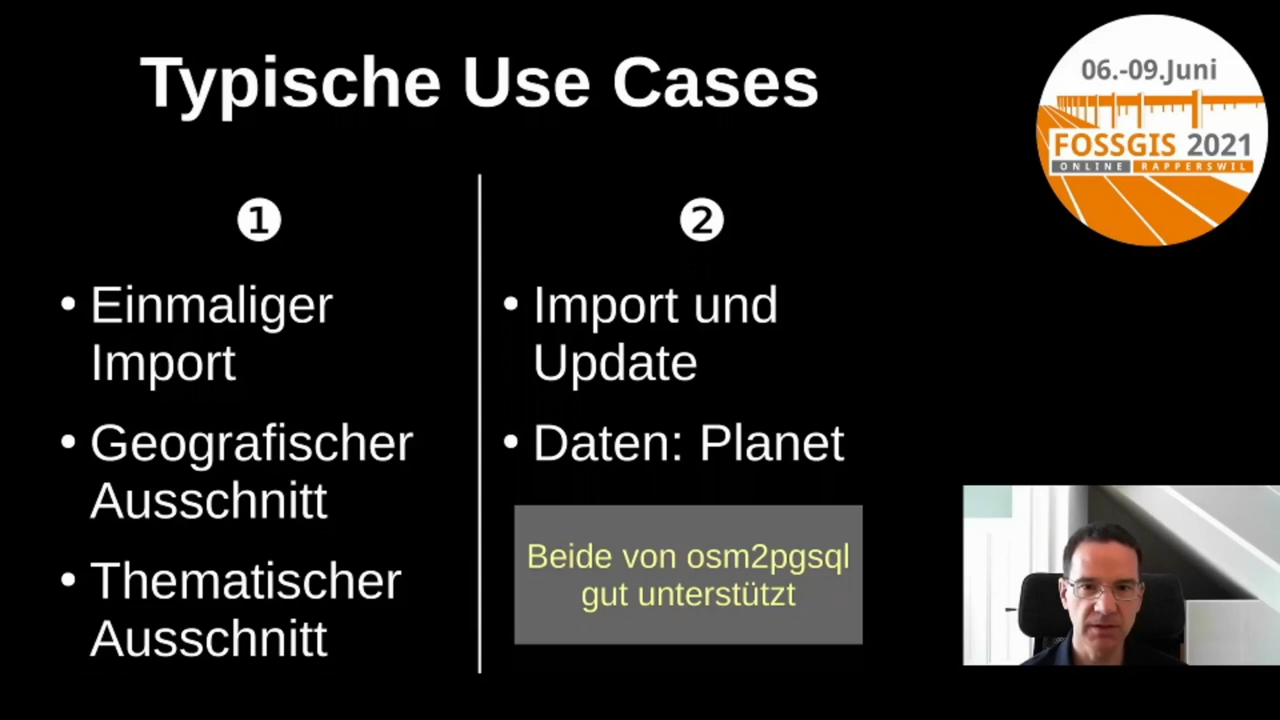 Typische Use Cases
06.-09.Juni
FOSSGIS 2021
ONLINE RAPPERSWIL
❶
• Einmaliger
Import
• Geografischer
Ausschnitt
• Thematischer
Ausschnitt
❷
• Import und
Update
• Daten: Planet
Beide von osm2pgsql
gut unterstützt